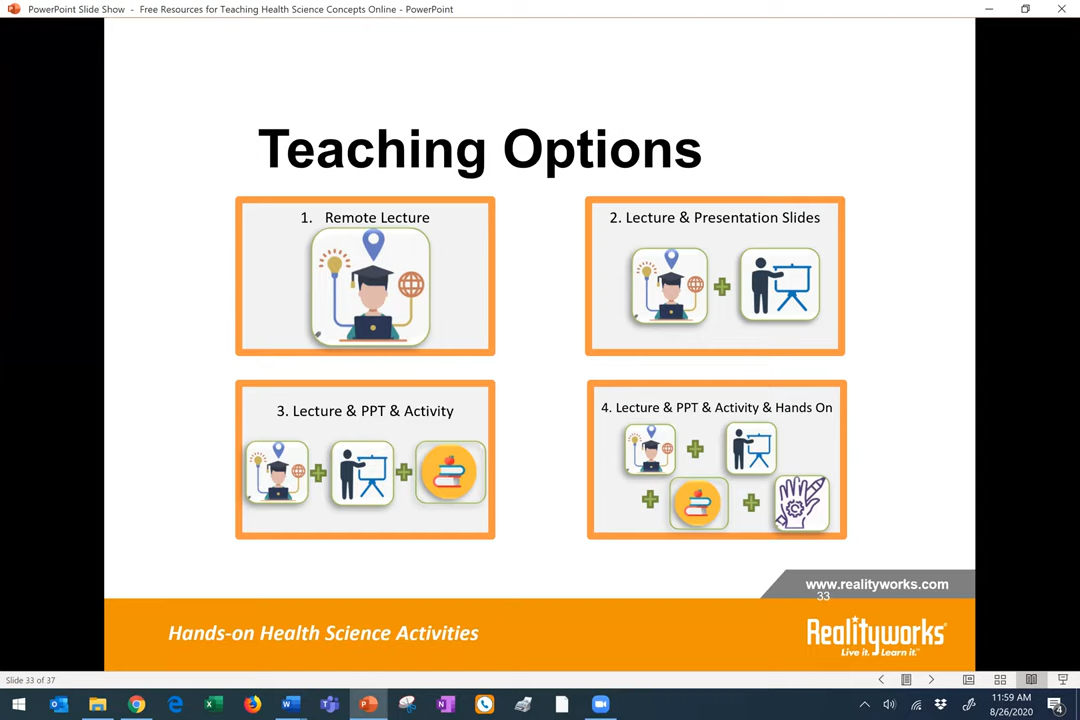 PowerPoint Slide Show - Free Resources for Teaching Health Science Concepts Online - PowerPoint
Teaching Options
1. Remote Lecture
2. Lecture & Presentation Slides
3. Lecture & PPT & Activity
4. Lecture & PPT & Activity & Hands On
www.realityworks.com
33
Hands-on Health Science Activities
Realityworks®
Live it. Learn it.™
Slide 33 of 37
11:59 AM
8/26/2020
4